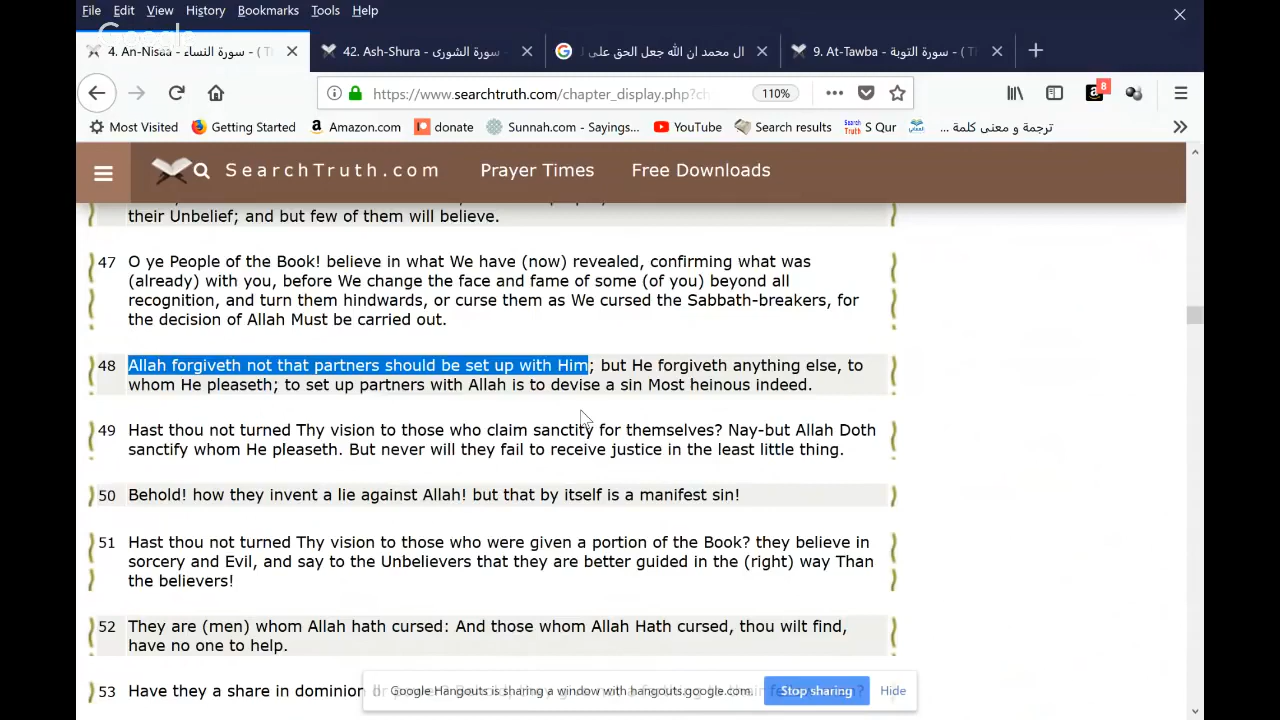 File Edit View History Bookmarks Tools Help
Google
4. An-Nisaa - سورة النساء - ( T
42. Ash-Shura - سورة الشورى -
ال محمد ان الله جعل الحق على ل
9. At-Tawba - سورة التوبة - ( T
https://www.searchtruth.com/chapter_display.php?ch 110% 8
Most Visited Getting Started Amazon.com donate Sunnah.com - Sayings... YouTube Search results Search Truth S Qur ترجمة و معنى كلمة ...
SearchTruth.com Prayer Times Free Downloads
their Unbelief; and but few of them will believe.
47 O ye People of the Book! believe in what We have (now) revealed, confirming what was
(already) with you, before We change the face and fame of some (of you) beyond all
recognition, and turn them hindwards, or curse them as We cursed the Sabbath-breakers, for
the decision of Allah Must be carried out.
48 Allah forgiveth not that partners should be set up with Him; but He forgiveth anything else, to
whom He pleaseth; to set up partners with Allah is to devise a sin Most heinous indeed.
49 Hast thou not turned Thy vision to those who claim sanctity for themselves? Nay-but Allah Doth
sanctify whom He pleaseth. But never will they fail to receive justice in the least little thing.
50 Behold! how they invent a lie against Allah! but that by itself is a manifest sin!
51 Hast thou not turned Thy vision to those who were given a portion of the Book? they believe in
sorcery and Evil, and say to the Unbelievers that they are better guided in the (right) way Than
the believers!
52 They are (men) whom Allah hath cursed: And those whom Allah Hath cursed, thou wilt find,
have no one to help.
53 Have they a share in dominion
Google Hangouts is sharing a window with hangouts.google.com. Stop sharing Hide